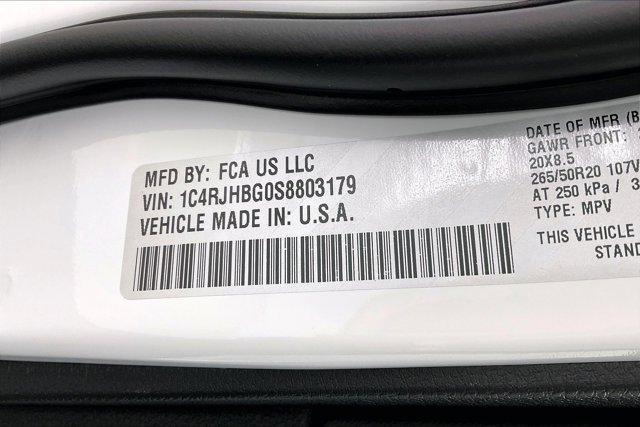 MFD BY: FCA US LLC
VIN: 1C4RJHBG0S8803179
VEHICLE MADE IN: U.S.A.
DATE OF MFR (B
GAWR FRONT:
20X8.5
265/50R20 107V
AT 250 kPa / 3
TYPE: MPV
THIS VEHICLE
STAND